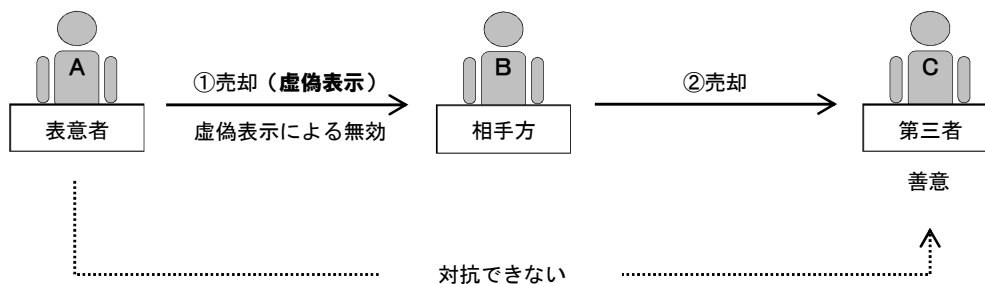 A
B
C
①売却（虚偽表示）
②売却
表意者
虚偽表示による無効
相手方
第三者
善意
対抗できない